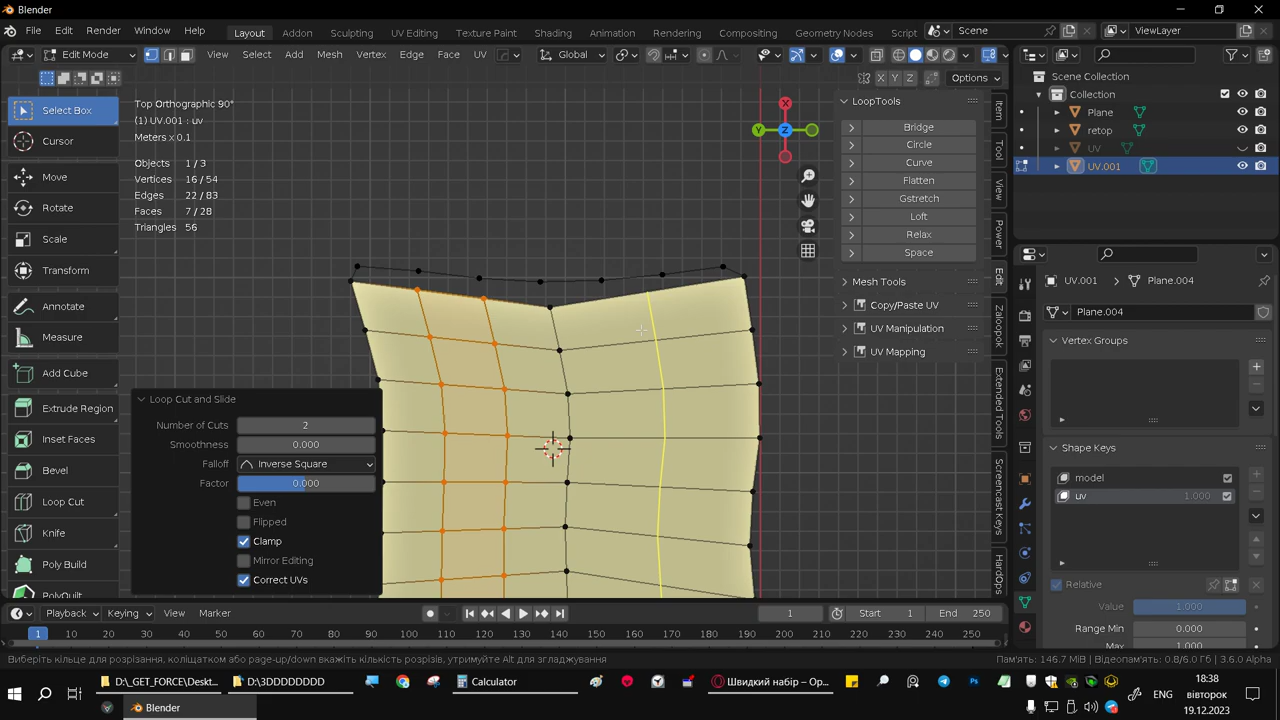 Blender
File Edit Render Window Help Layout Addon Sculpting UV Editing Texture Paint Shading Animation Rendering Compositing Geometry Nodes Script Scene ViewLayer
Edit Mode View Select Add Mesh Vertex Edge Face UV Global
X Y Z Options
Select Box
Cursor
Move
Rotate
Scale
Transform
Annotate
Measure
Add Cube
Extrude Region
Inset Faces
Bevel
Loop Cut
Knife
Poly Build
PolyQuilt
Top Orthographic 90°
(1) UV.001 : uv
Meters x 0.1
Objects 1 / 3
Vertices 16 / 54
Edges 22 / 83
Faces 7 / 28
Triangles 56
X
Y Z
Loop Cut and Slide
Number of Cuts 2
Smoothness 0.000
Falloff Inverse Square
Factor 0.000
Even
Flipped
Clamp
Mirror Editing
Correct UVs
LoopTools
Bridge
Circle
Curve
Flatten
Gstretch
Loft
Relax
Space
Mesh Tools
Copy/Paste UV
UV Manipulation
UV Mapping
Item
Tool
View
Power
Edit
Zaloopok
Extended Tools
Screencast Keys
HardOps
Scene Collection
Collection
Plane
retop
UV
UV.001
UV.001 Plane.004
Plane.004
Vertex Groups
Shape Keys
model
uv 1.000
Relative
Value 1.000
Range Min 0.000
Max 1.000
Playback Keying View Marker 1 Start 1 End 250
1 10 20 30 40 50 60 70 80 90 100 110 120 130 140 150 160 170 180 190 200 210 220 230 240 250
Виберіть кільце для розрізання, коліщатком або page-up/down вкажіть кількість розрізів, утримуйте Alt для згладжування Пам'ять: 146.7 MiB | Відеопам'ять: 0.8/6.0 Gi | 3.6.0 Alpha
D:\_GET_FORCE\Deskt... D:\3DDDDDDDD Calculator Швидкий набір – Op...
Blender
ENG
18:38
вівторок
19.12.2023